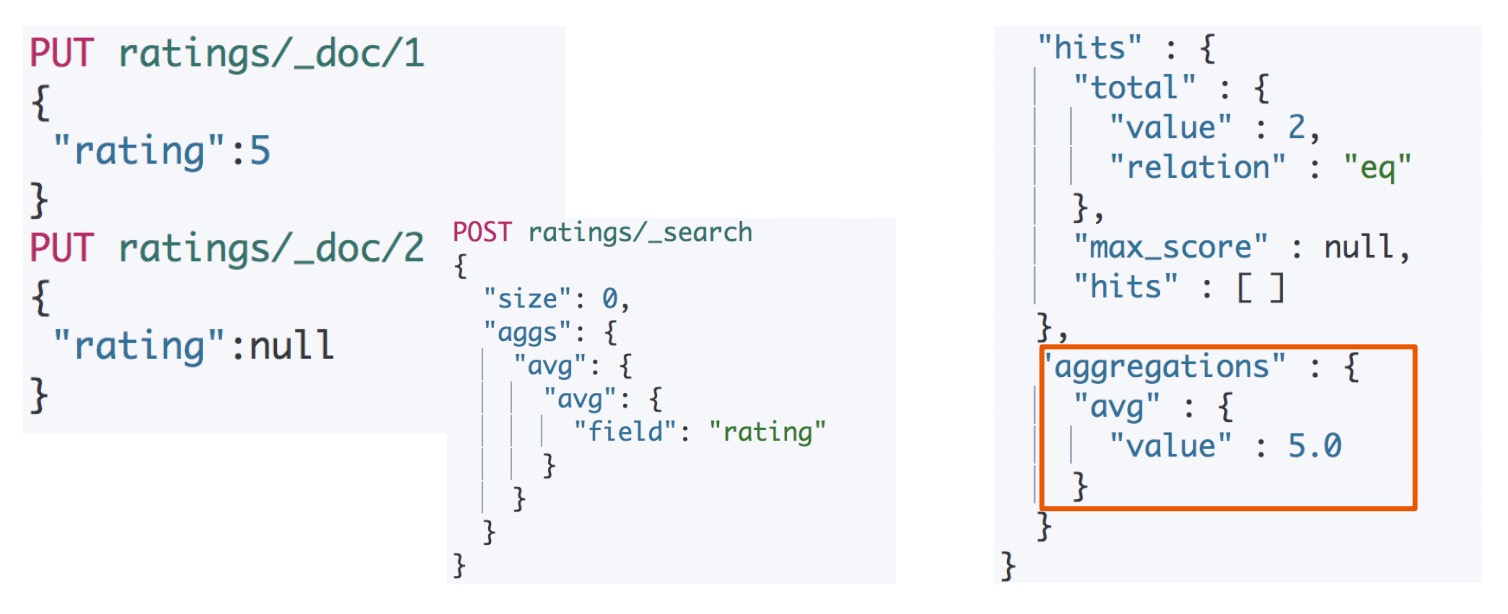 PUT ratings/_doc/1
{
 "rating":5
}
PUT ratings/_doc/2
{
 "rating":null
}
POST ratings/_search
{
  "size": 0,
  "aggs": {
    "avg": {
      "avg": {
        "field": "rating"
      }
    }
  }
}
  "hits" : {
    "total" : {
      "value" : 2,
      "relation" : "eq"
    },
    "max_score" : null,
    "hits" : [ ]
  },
  "aggregations" : {
    "avg" : {
      "value" : 5.0
    }
  }
}